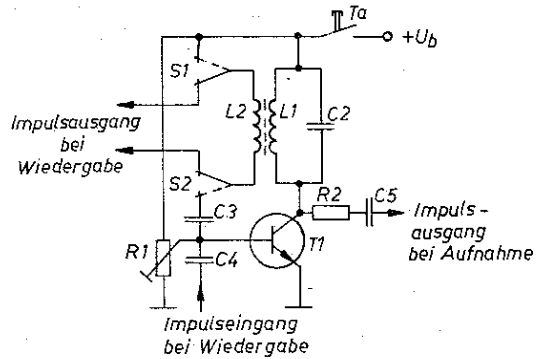 Ta
+U_b
S1
L2
L1
C2
Impulsausgang
bei
Wiedergabe
S2
C3
R2
C5
Impuls-
ausgang
bei Aufnahme
R1
T1
C4
Impulseingang
bei Wiedergabe